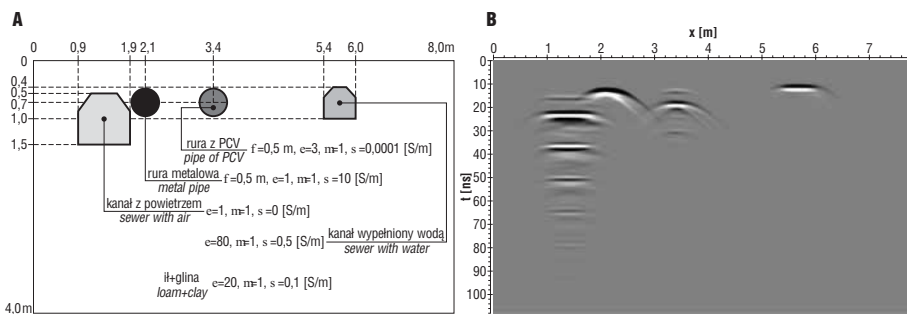 A
0 0,9 1,9 2,1 3,4 5,4 6,0 8,0m
0
0,4
0,5
0,7
1,0
1,5
4,0m
rura z PCV
pipe of PCV
f=0,5 m, e=3, m=1, s=0,0001 [S/m]
rura metalowa
metal pipe
f=0,5 m, e=1, m=1, s=10 [S/m]
kanał z powietrzem
sewer with air
e=1, m=1, s=0 [S/m]
e=80, m=1, s=0,5 [S/m]
kanał wypełniony wodą
sewer with water
ił+glina
loam+clay
e=20, m=1, s=0,1 [S/m]
B
x [m]
0 1 2 3 4 5 6 7
t [ns]
0
10
20
30
40
50
60
70
80
90
100